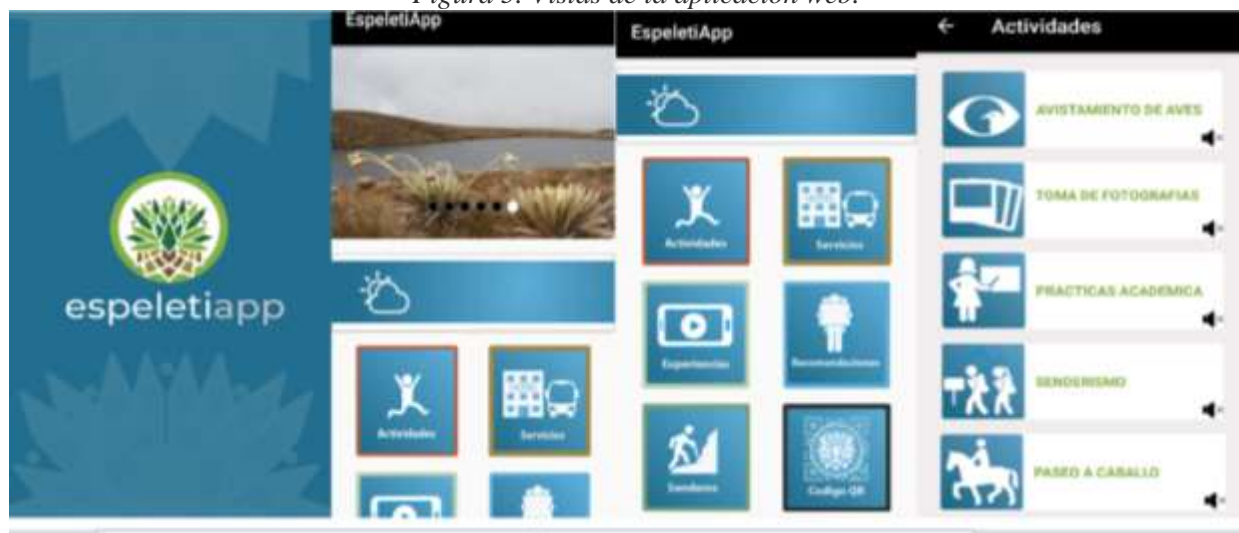 Figura 3. Vistas de la aplicación web.
espeletiapp
EspeletiApp
Actividades
Servicios
EspeletiApp
Actividades
Servicios
Experiencias
Recomendaciones
Senderos
Codigo QR
← Actividades
AVISTAMIENTO DE AVES
TOMA DE FOTOGRAFIAS
PRACTICAS ACADEMICA
SENDERISMO
PASEO A CABALLO